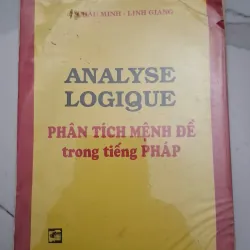 MINH - LINH GIANG
ANALYSE
LOGIQUE
PHÂN TÍCH MỆNH ĐỀ
trong tiếng PHÁP